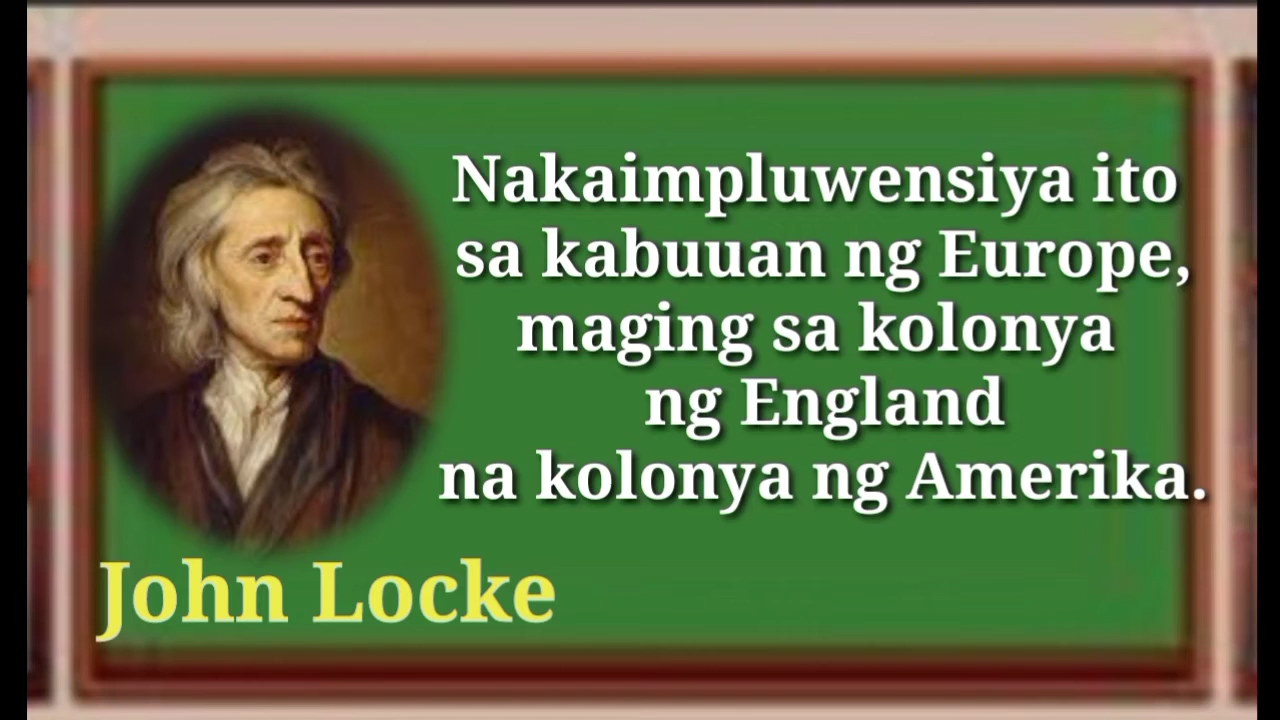 Nakaimpluwensiya ito
sa kabuuan ng Europe,
maging sa kolonya
ng England
na kolonya ng Amerika.
John Locke